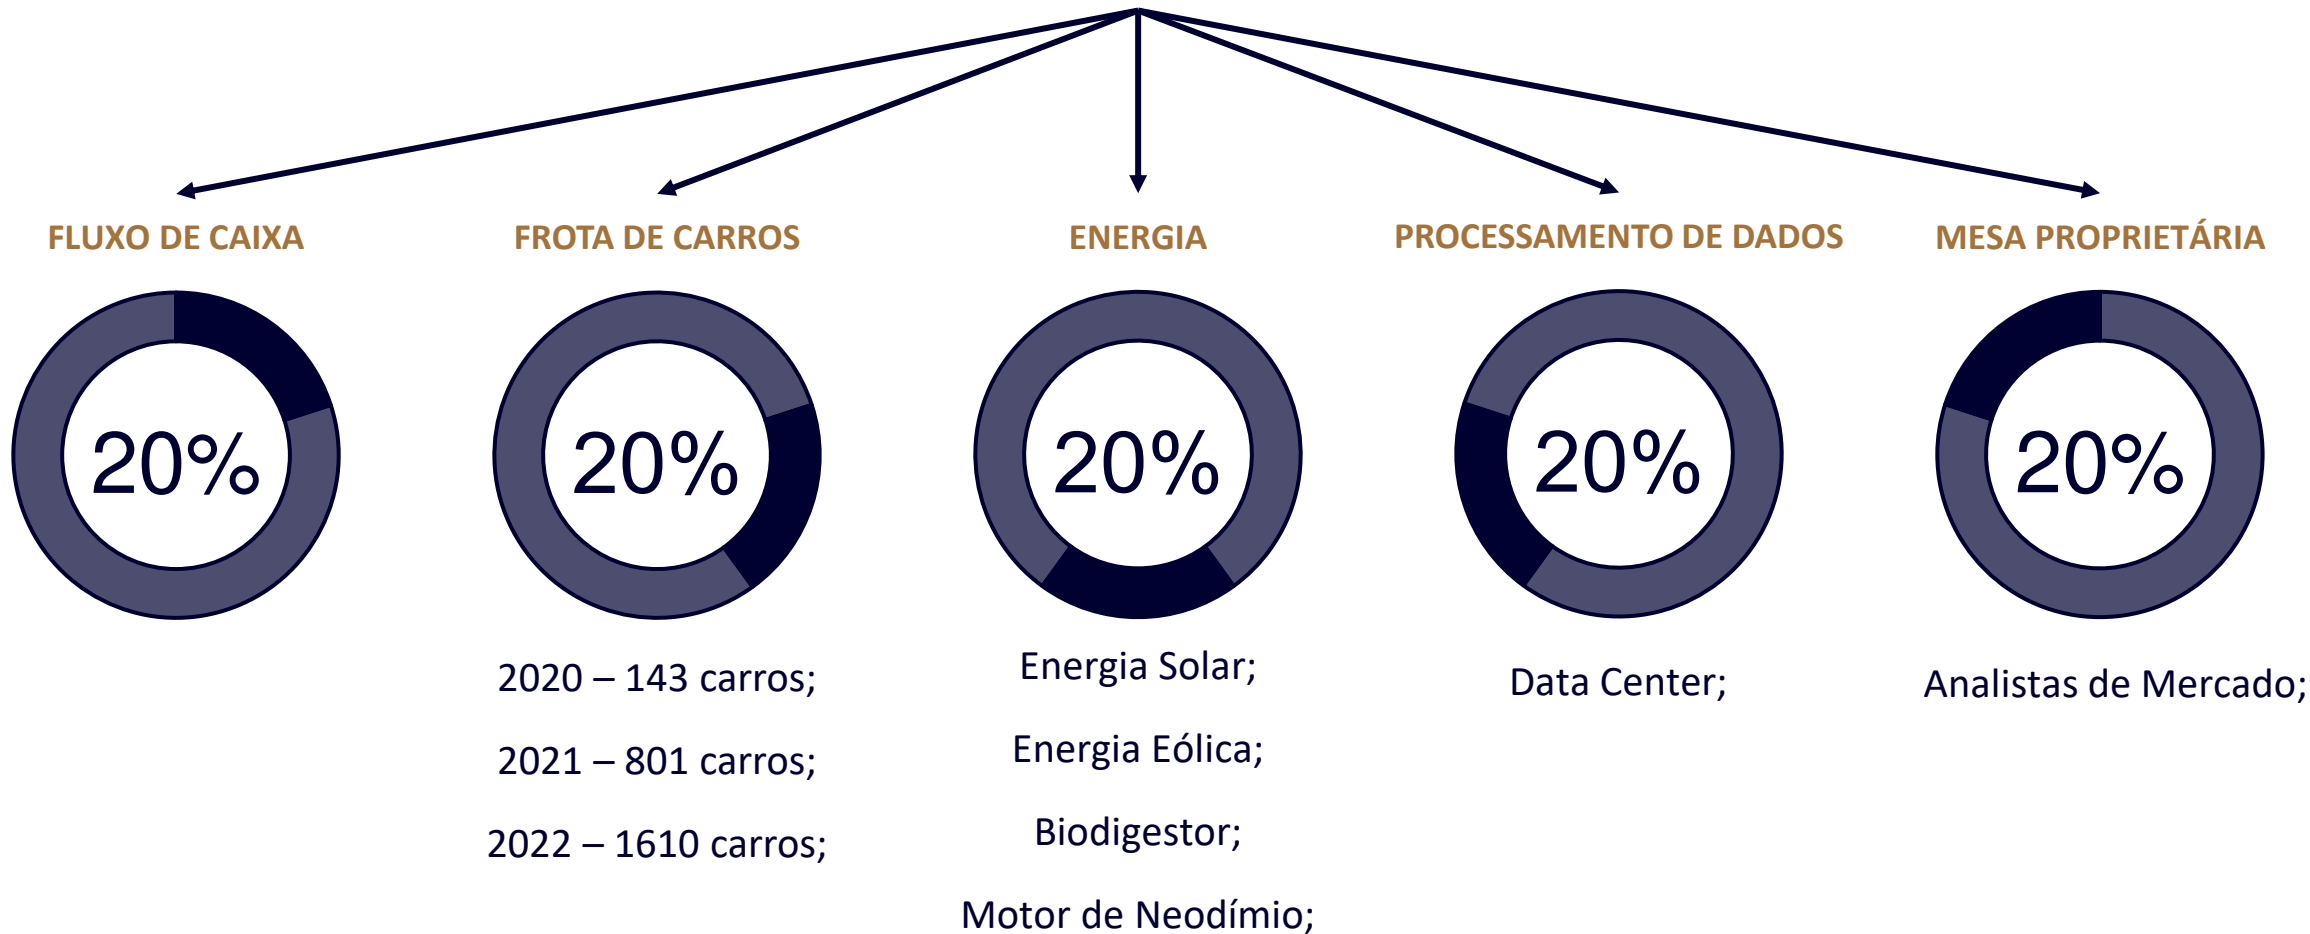 FLUXO DE CAIXA
20%
FROTA DE CARROS
20%
2020 – 143 carros;
2021 – 801 carros;
2022 – 1610 carros;
ENERGIA
20%
Energia Solar;
Energia Eólica;
Biodigestor;
Motor de Neodímio;
PROCESSAMENTO DE DADOS
20%
Data Center;
MESA PROPRIETÁRIA
20%
Analistas de Mercado;